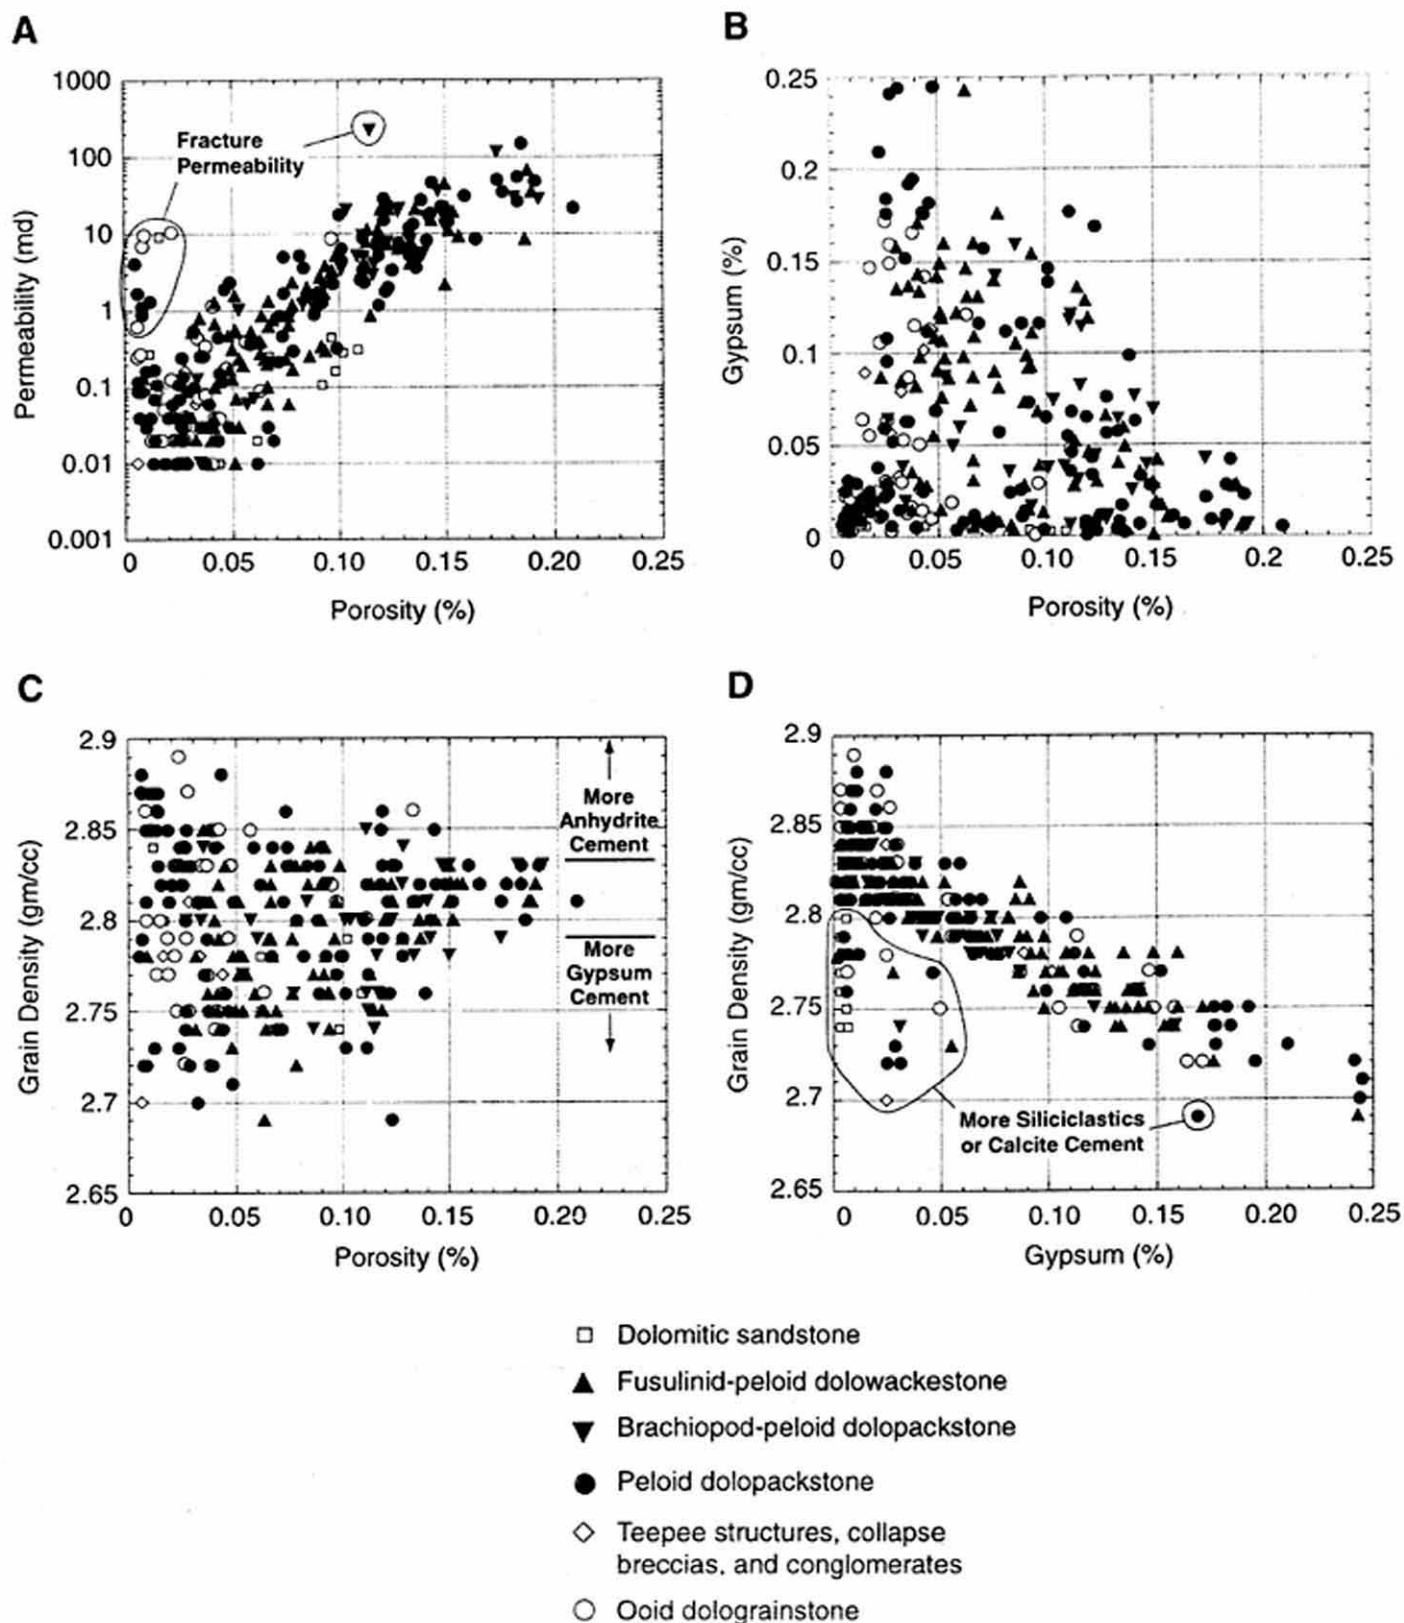 A
1000
100
10
1
0.1
0.01
0.001
Permeability (md)
Fracture
Permeability
0
0.05
0.10
0.15
0.20
0.25
Porosity (%)
B
0.25
0.2
0.15
0.1
0.05
0
Gypsum (%)
0
0.05
0.10
0.15
0.2
0.25
Porosity (%)
C
2.9
2.85
2.8
2.75
2.7
2.65
Grain Density (gm/cc)
More
Anhydrite
Cement
More
Gypsum
Cement
0
0.05
0.10
0.15
0.20
0.25
Porosity (%)
D
2.9
2.85
2.8
2.75
2.7
2.65
Grain Density (gm/cc)
More Siliciclastics
or Calcite Cement
0
0.05
0.10
0.15
0.20
0.25
Gypsum (%)
Dolomitic sandstone
Fusulinid-peloid dolowackestone
Brachiopod-peloid dolopackstone
Peloid dolopackstone
Teepee structures, collapse
breccias, and conglomerates
Ooid dolograinstone